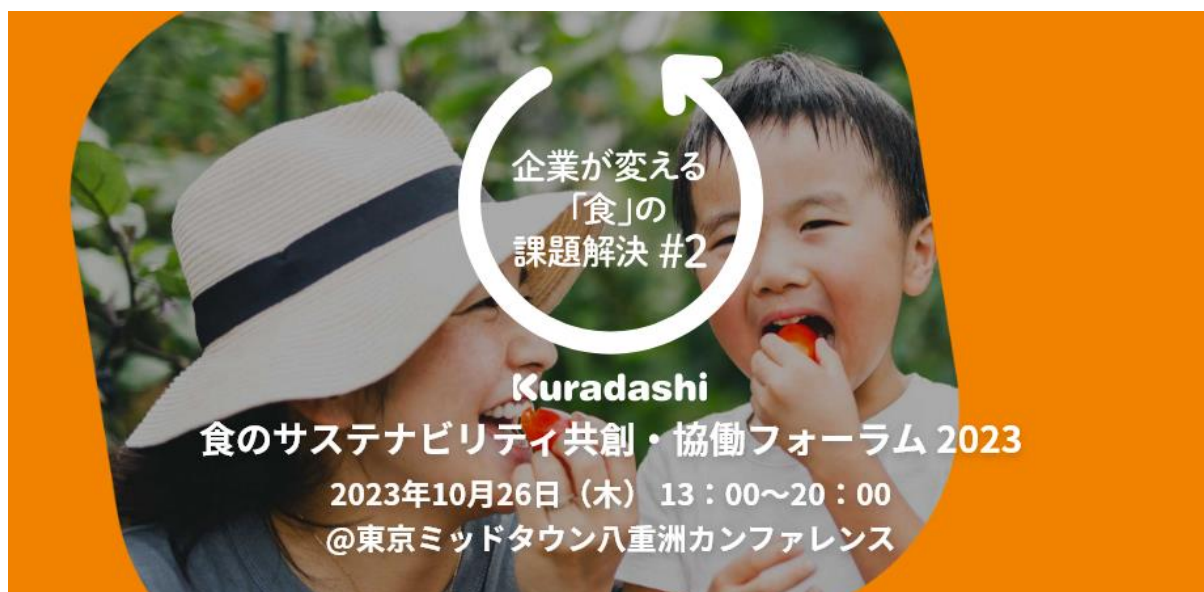 企業が変える
「食」の
課題解決 #2
Kuradashi
食のサステナビリティ共創・協働フォーラム 2023
2023年10月26日（木） 13：00～20：00
@東京ミッドタウン八重洲カンファレンス